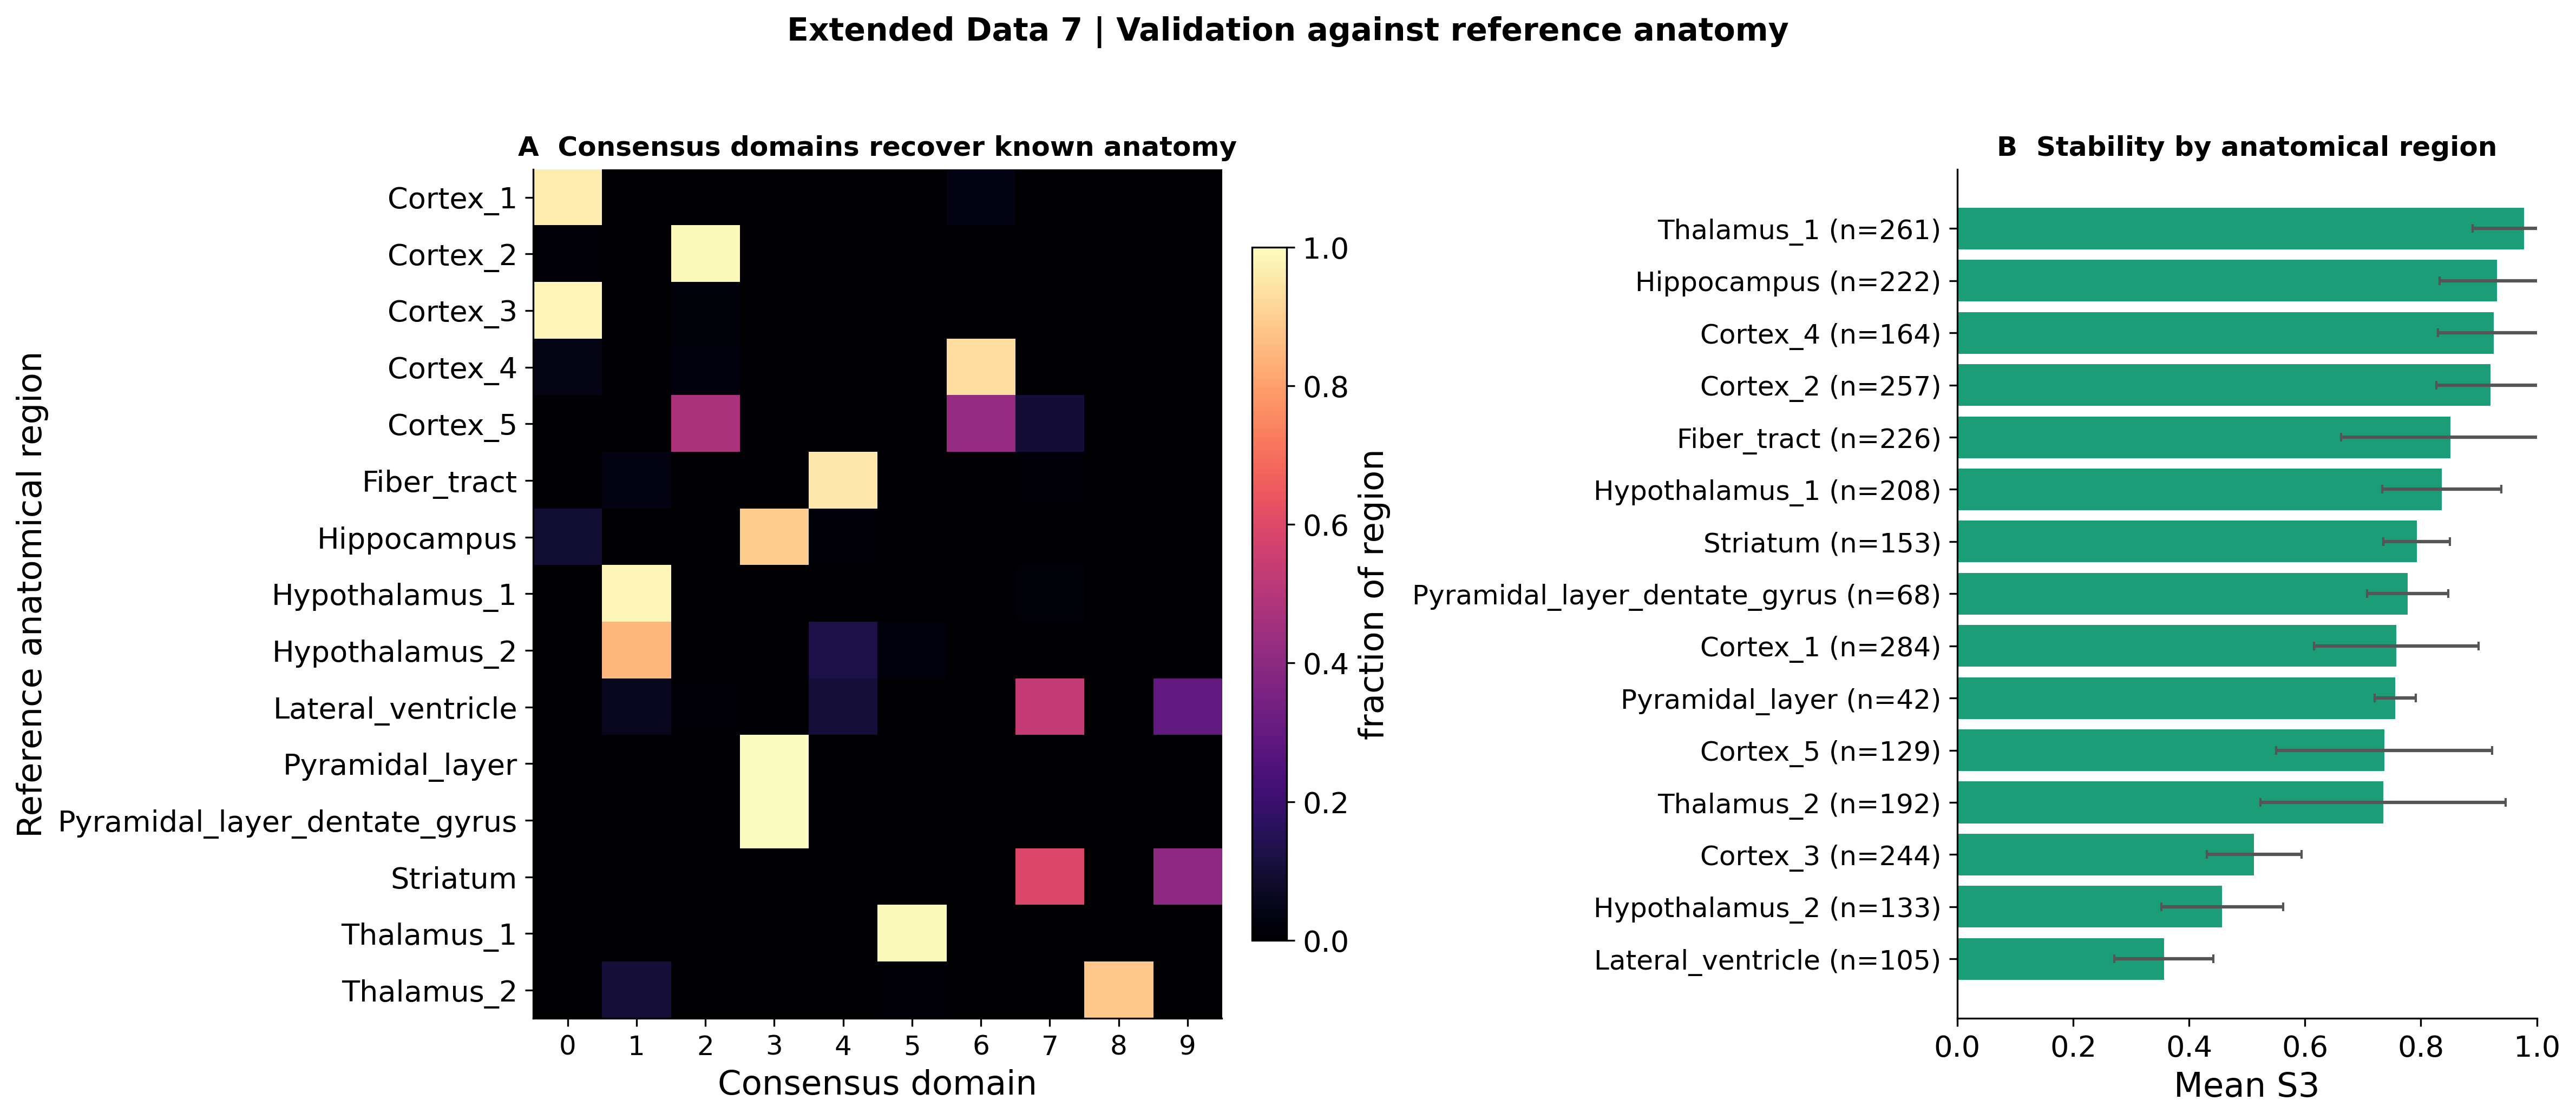 Extended Data 7 | Validation against reference anatomy
A  Consensus domains recover known anatomy
Reference anatomical region
Cortex_1
Cortex_2
Cortex_3
Cortex_4
Cortex_5
Fiber_tract
Hippocampus
Hypothalamus_1
Hypothalamus_2
Lateral_ventricle
Pyramidal_layer
Pyramidal_layer_dentate_gyrus
Striatum
Thalamus_1
Thalamus_2
0 1 2 3 4 5 6 7 8 9
Consensus domain
1.0
0.8
0.6
0.4
0.2
0.0
fraction of region
B  Stability by anatomical region
Thalamus_1 (n=261)
Hippocampus (n=222)
Cortex_4 (n=164)
Cortex_2 (n=257)
Fiber_tract (n=226)
Hypothalamus_1 (n=208)
Striatum (n=153)
Pyramidal_layer_dentate_gyrus (n=68)
Cortex_1 (n=284)
Pyramidal_layer (n=42)
Cortex_5 (n=129)
Thalamus_2 (n=192)
Cortex_3 (n=244)
Hypothalamus_2 (n=133)
Lateral_ventricle (n=105)
0.0 0.2 0.4 0.6 0.8 1.0
Mean S3